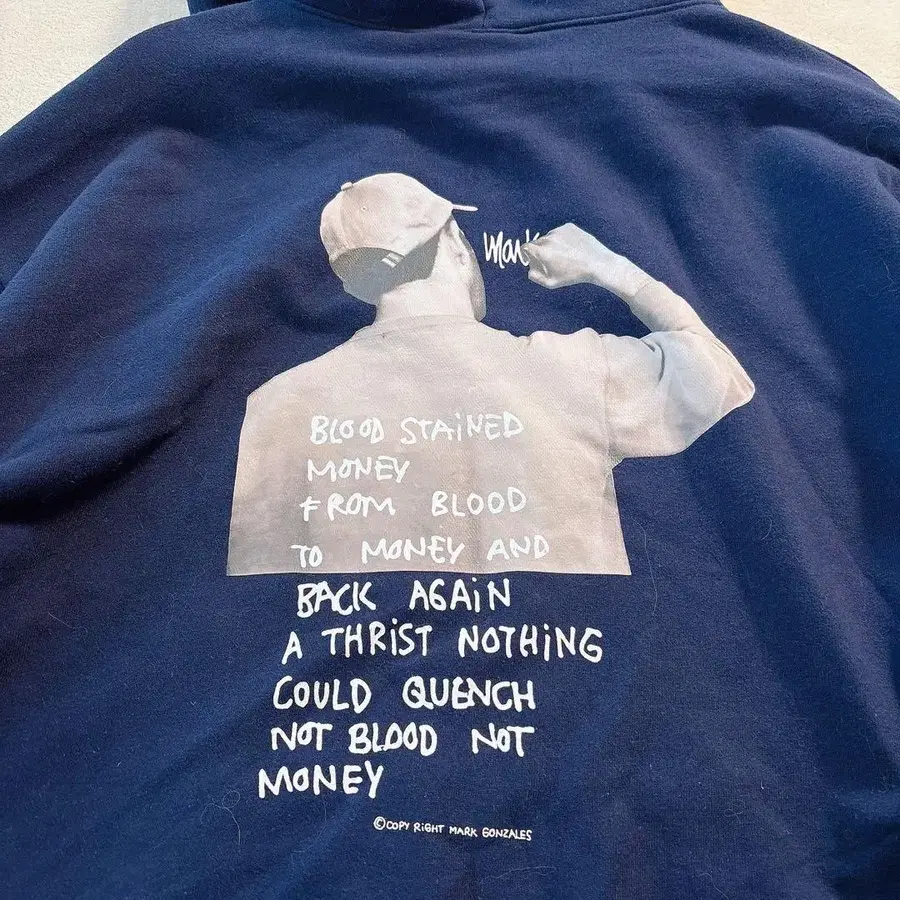 Mark
BLOOD STAiNED
MONEY
FROM BLOOD
TO MONEY AND
BACK AGAiN
A THRiST NOTHiNG
COULD QUENCH
NOT BLOOD NOT
MONEY
©COPY RiGHT MARK GONZALES